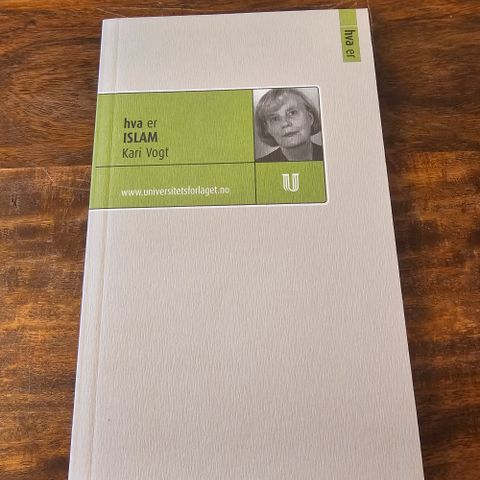 hva er
hva er
ISLAM
Kari Vogt
www.universitetsforlaget.no
U